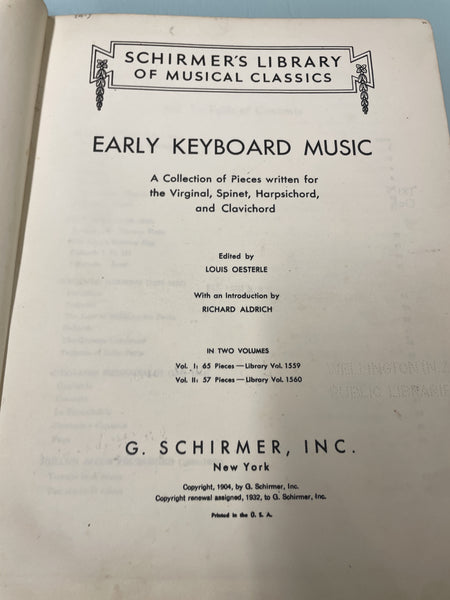 SCHIRMER'S LIBRARY
OF MUSICAL CLASSICS
EARLY KEYBOARD MUSIC
A Collection of Pieces written for
the Virginal, Spinet, Harpsichord,
and Clavichord
Edited by
LOUIS OESTERLE
With an Introduction by
RICHARD ALDRICH
IN TWO VOLUMES
Vol. I: 65 Pieces — Library Vol. 1559
Vol. II: 57 Pieces — Library Vol. 1560
WELLINGTON
PUBLIC LIBRARIE
G. SCHIRMER, INC.
New York
Copyright, 1904, by G. Schirmer, Inc.
Copyright renewal assigned, 1932, to G. Schirmer, Inc.
Printed in the U. S. A.